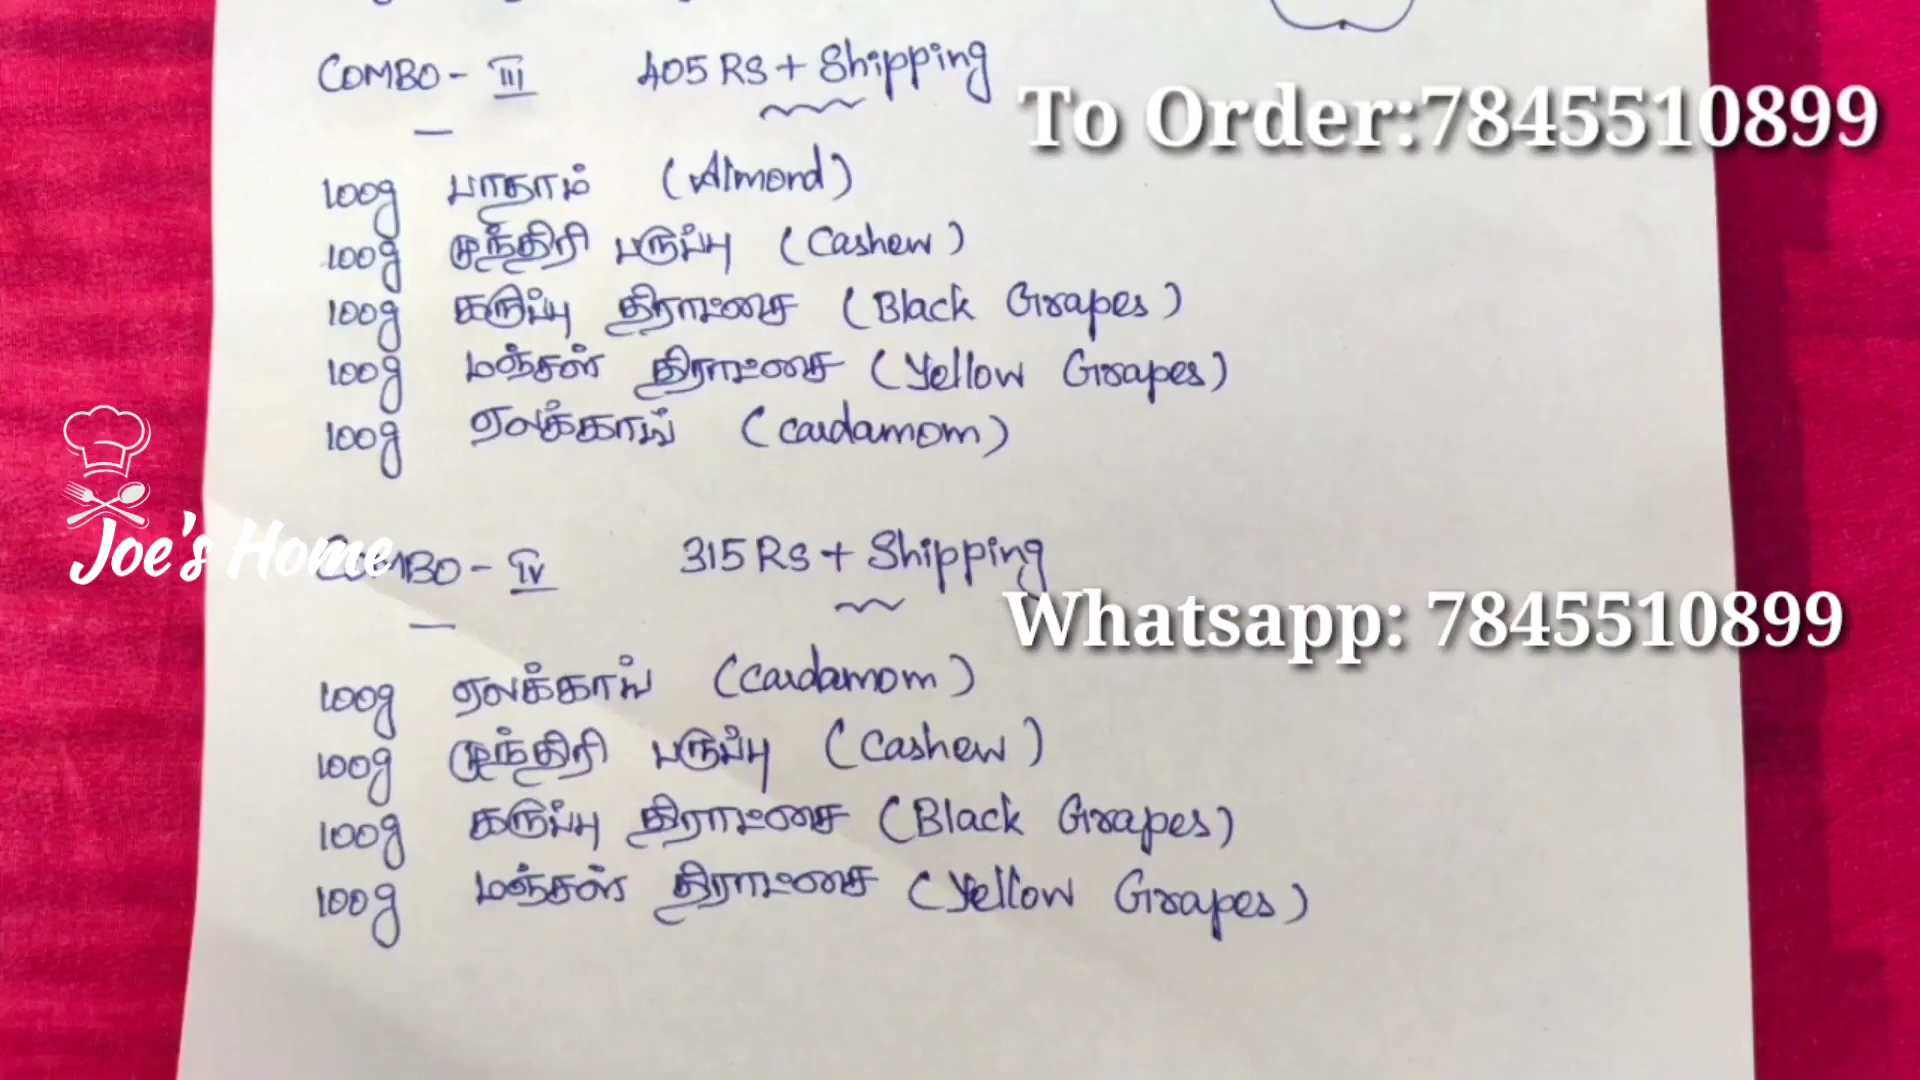 COMBO - III 405 RS + Shipping
To Order:7845510899
100g பாதாம் (Almond)
100g முந்திரி பருப்பு (Cashew)
100g கருப்பு திராட்சை (Black Grapes)
100g மஞ்சள் திராட்சை (Yellow Grapes)
100g ஏலக்காய் (Cardamom)
Joe's Home
COMBO - IV 315 RS + Shipping
Whatsapp: 7845510899
100g ஏலக்காய் (Cardamom)
100g முந்திரி பருப்பு (Cashew)
100g கருப்பு திராட்சை (Black Grapes)
100g மஞ்சள் திராட்சை (Yellow Grapes)